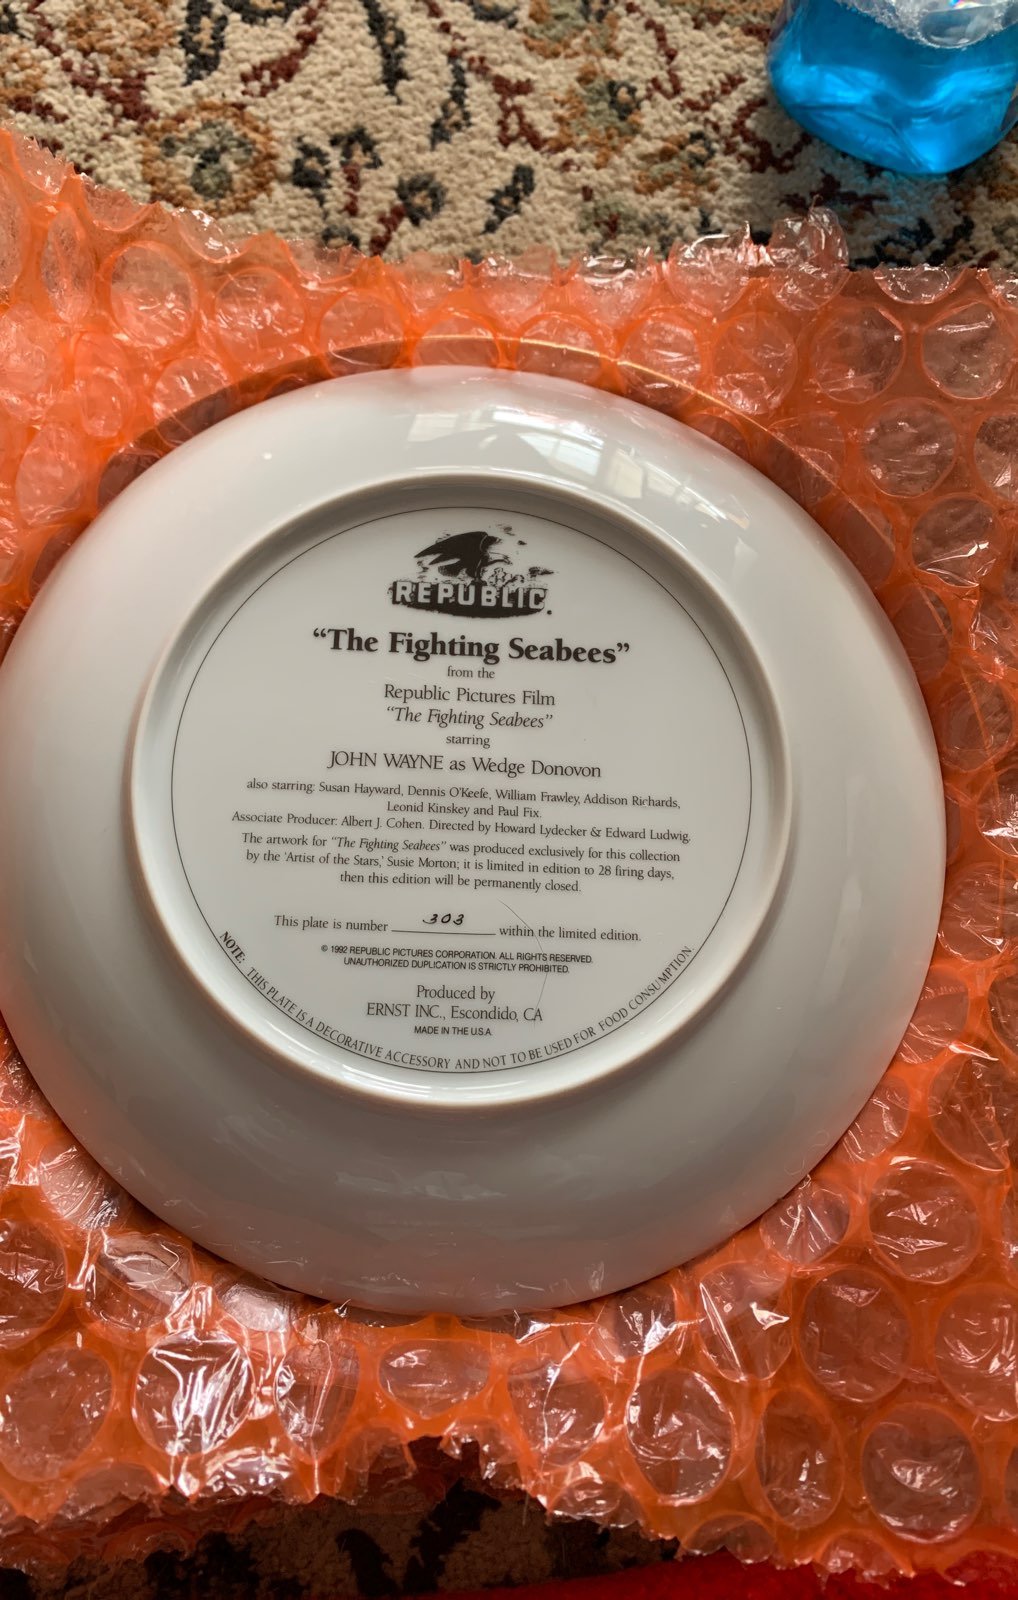 REPUBLIC.
“The Fighting Seabees”
from the
Republic Pictures Film
“The Fighting Seabees”
starring
JOHN WAYNE as Wedge Donovon
also starring: Susan Hayward, Dennis O'Keefe, William Frawley, Addison Richards,
Leonid Kinskey and Paul Fix.
Associate Producer: Albert J. Cohen. Directed by Howard Lydecker & Edward Ludwig.
The artwork for “The Fighting Seabees” was produced exclusively for this collection
by the ‘Artist of the Stars,’ Susie Morton; it is limited in edition to 28 firing days,
then this edition will be permanently closed.
This plate is number 303 within the limited edition.
© 1992 REPUBLIC PICTURES CORPORATION. ALL RIGHTS RESERVED.
UNAUTHORIZED DUPLICATION IS STRICTLY PROHIBITED.
Produced by
ERNST INC., Escondido, CA
MADE IN THE U.S.A.
NOTE: THIS PLATE IS A DECORATIVE ACCESSORY AND NOT TO BE USED FOR FOOD CONSUMPTION